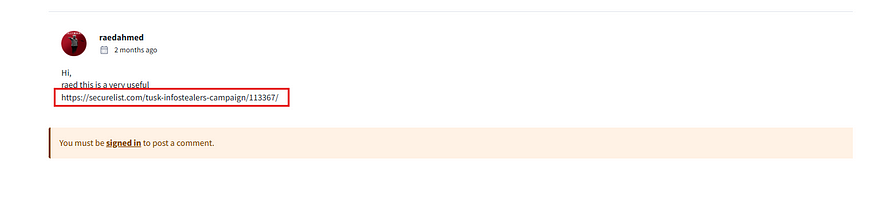 raedahmed
2 months ago
Hi,
raed this is a very useful
https://securelist.com/tusk-infostealers-campaign/113367/
You must be signed in to post a comment.